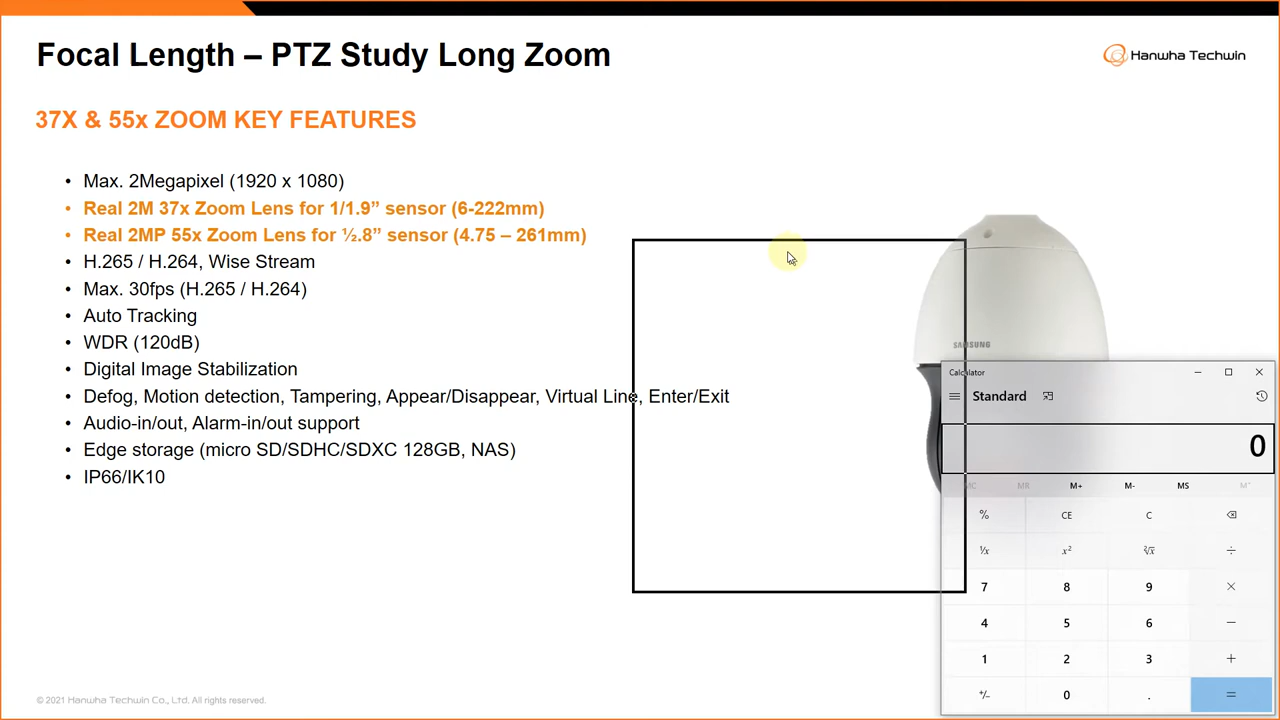 Focal Length – PTZ Study Long Zoom
Hanwha Techwin
37X & 55x ZOOM KEY FEATURES
• Max. 2Megapixel (1920 x 1080)
• Real 2M 37x Zoom Lens for 1/1.9” sensor (6-222mm)
• Real 2MP 55x Zoom Lens for ½.8” sensor (4.75 – 261mm)
• H.265 / H.264, Wise Stream
• Max. 30fps (H.265 / H.264)
• Auto Tracking
• WDR (120dB)
• Digital Image Stabilization
• Defog, Motion detection, Tampering, Appear/Disappear, Virtual Line, Enter/Exit
• Audio-in/out, Alarm-in/out support
• Edge storage (micro SD/SDHC/SDXC 128GB, NAS)
• IP66/IK10
SAMSUNG
Calculator
Standard
0
MC MR M+ M- MS M˅
% CE C
¹/x x² ²√x ÷
7 8 9 ×
4 5 6 −
1 2 3 +
+/- 0 . =
© 2021 Hanwha Techwin Co., Ltd. All rights reserved.